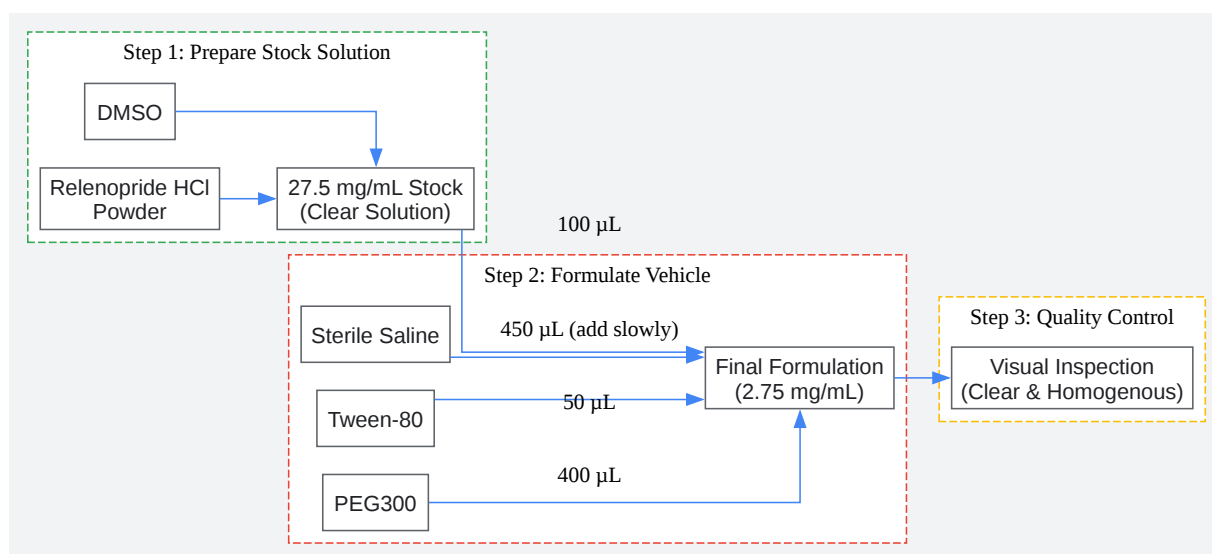 Step 1: Prepare Stock Solution
DMSO
Relenopride HCl
Powder
27.5 mg/mL Stock
(Clear Solution)
100 µL
Step 2: Formulate Vehicle
Sterile Saline
450 µL (add slowly)
Tween-80
50 µL
PEG300
400 µL
Final Formulation
(2.75 mg/mL)
Step 3: Quality Control
Visual Inspection
(Clear & Homogenous)